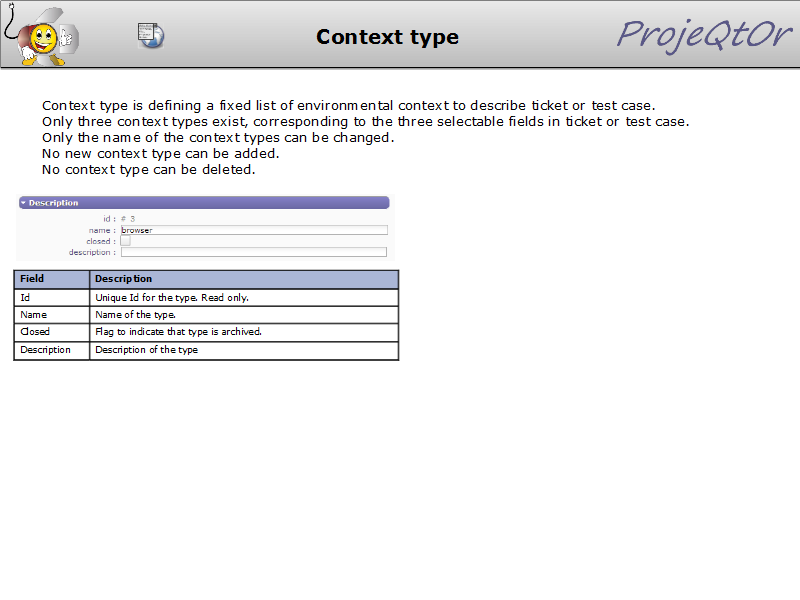 Context type
ProjeQtOr
Context type is defining a fixed list of environmental context to describe ticket or test case.
Only three context types exist, corresponding to the three selectable fields in ticket or test case.
Only the name of the context types can be changed.
No new context type can be added.
No context type can be deleted.
Description
id : # 3
name : browser
closed :
description :
Field Description
Id Unique Id for the type. Read only.
Name Name of the type.
Closed Flag to indicate that type is archived.
Description Description of the type